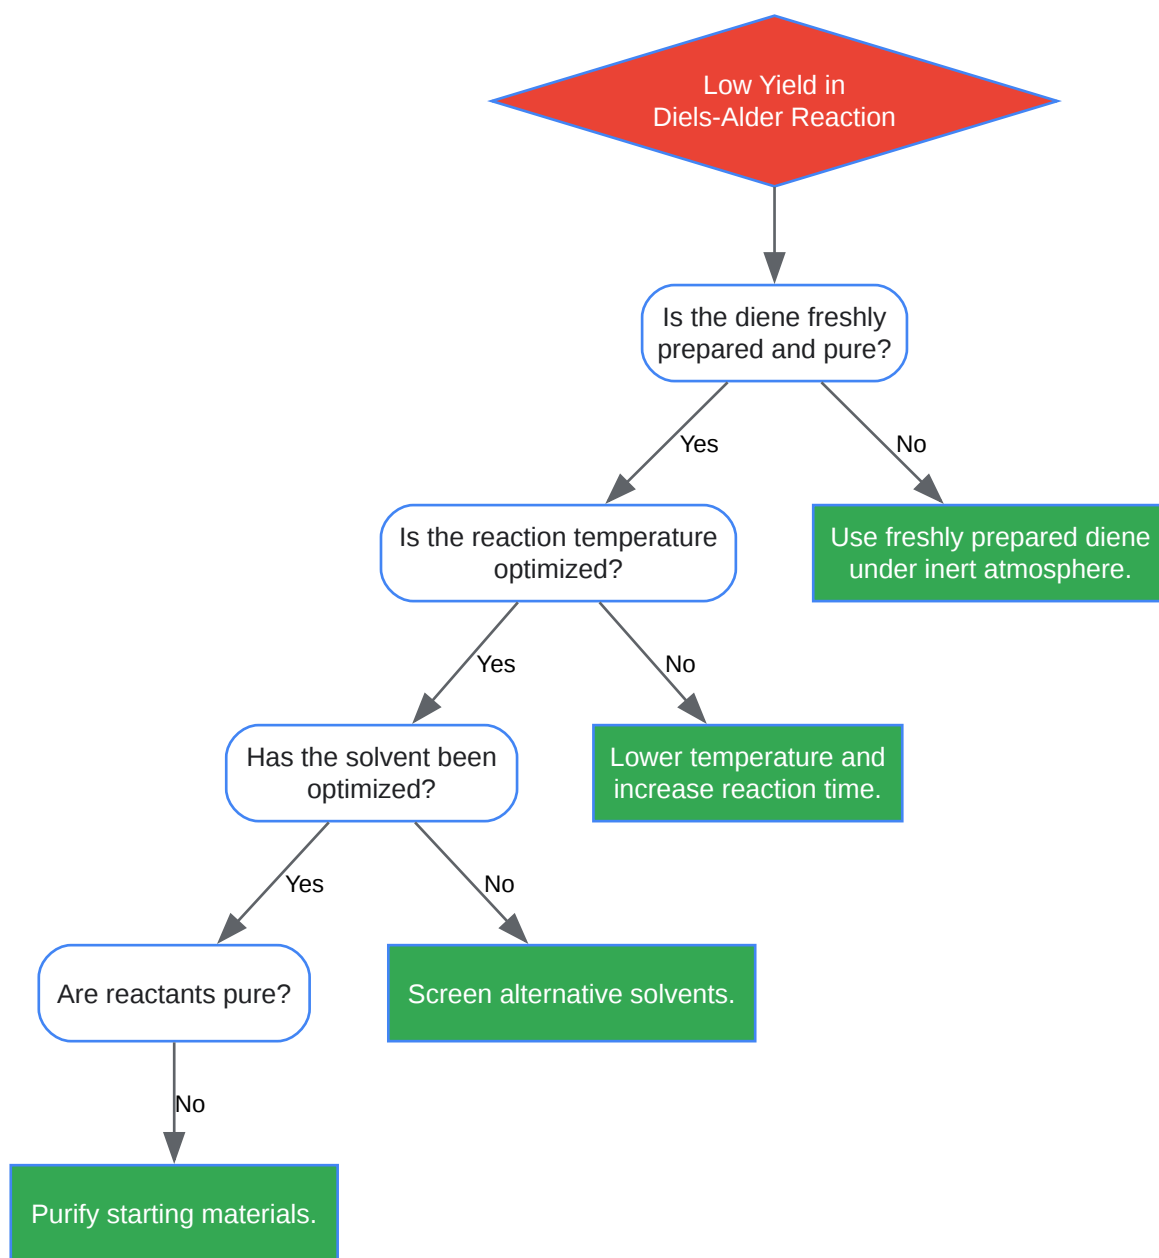 Low Yield in
Diels-Alder Reaction
Is the diene freshly
prepared and pure?
Yes
No
Is the reaction temperature
optimized?
Use freshly prepared diene
under inert atmosphere.
Yes
No
Has the solvent been
optimized?
Lower temperature and
increase reaction time.
Yes
No
Are reactants pure?
Screen alternative solvents.
No
Purify starting materials.